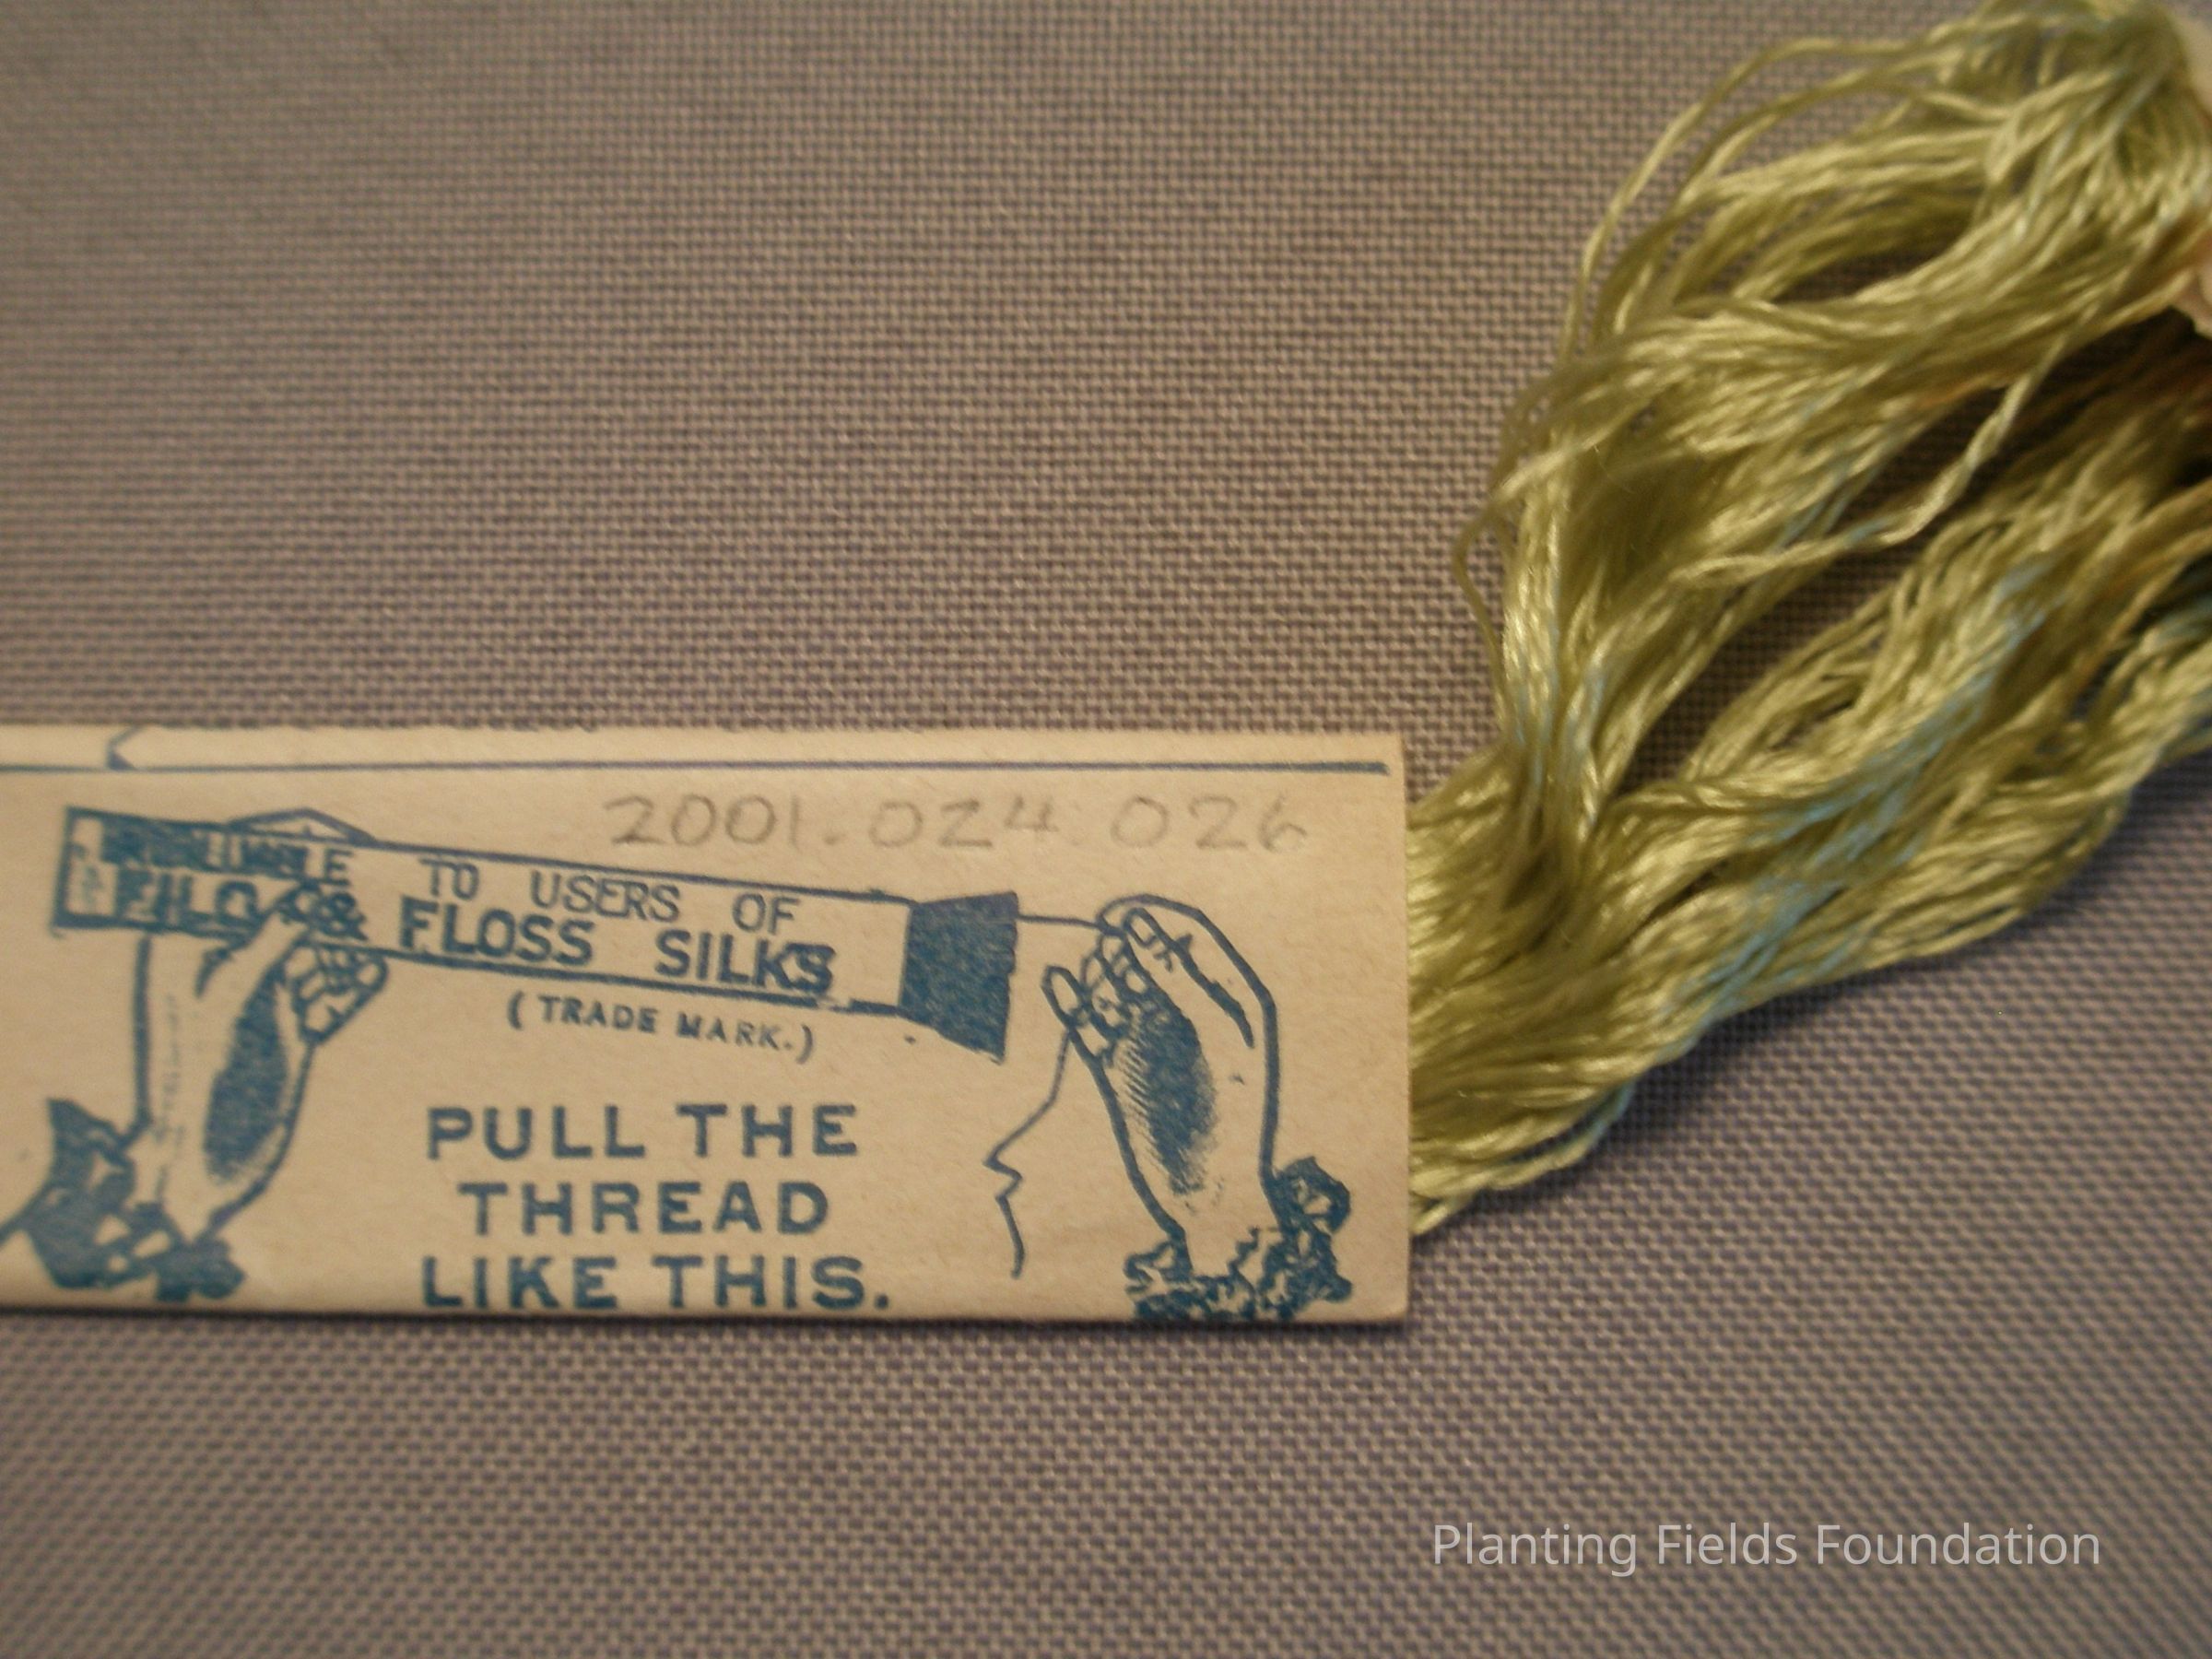 2001.024.026
TO USERS OF
FILO & FLOSS SILKS
(TRADE MARK.)
PULL THE
THREAD
LIKE THIS.
Planting Fields Foundation